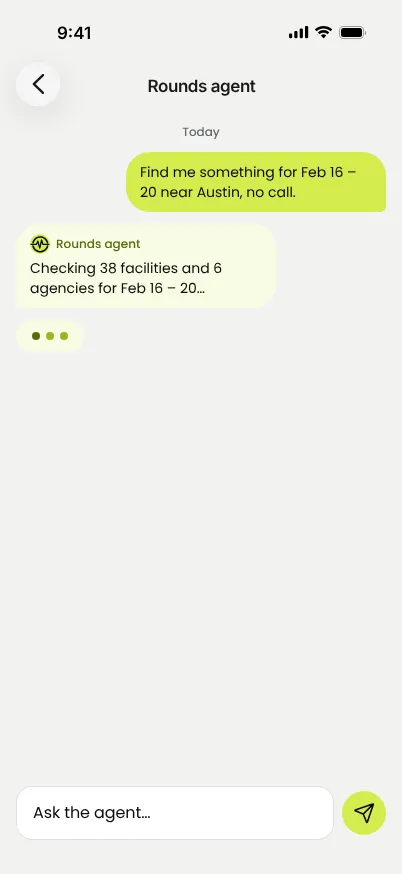 9:41
Rounds agent
Today
Find me something for Feb 16 –
20 near Austin, no call.
Rounds agent
Checking 38 facilities and 6
agencies for Feb 16 – 20...
Ask the agent...